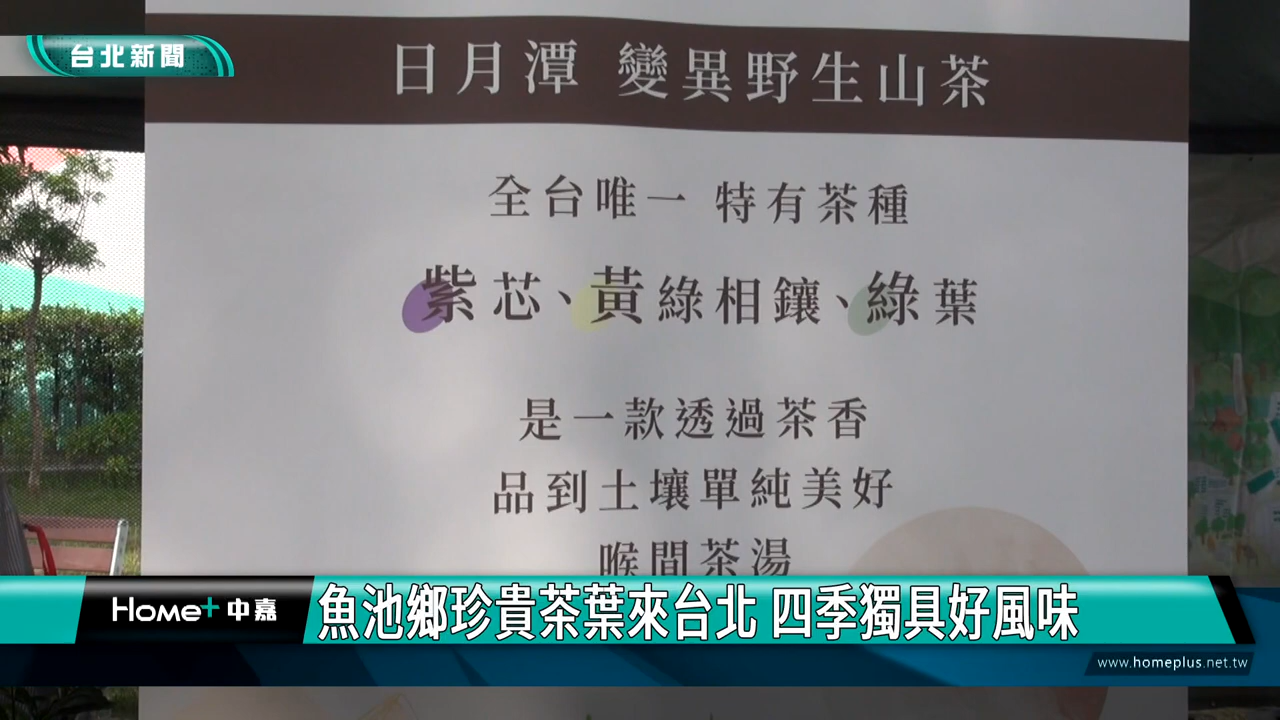 台北新聞
日月潭 變異野生山茶
全台唯一 特有茶種
紫芯、黃綠相鑲、綠葉
是一款透過茶香
品到土壤單純美好
喉間茶湯
Home+中嘉
魚池鄉珍貴茶葉來台北 四季獨具好風味
www.homeplus.net.tw